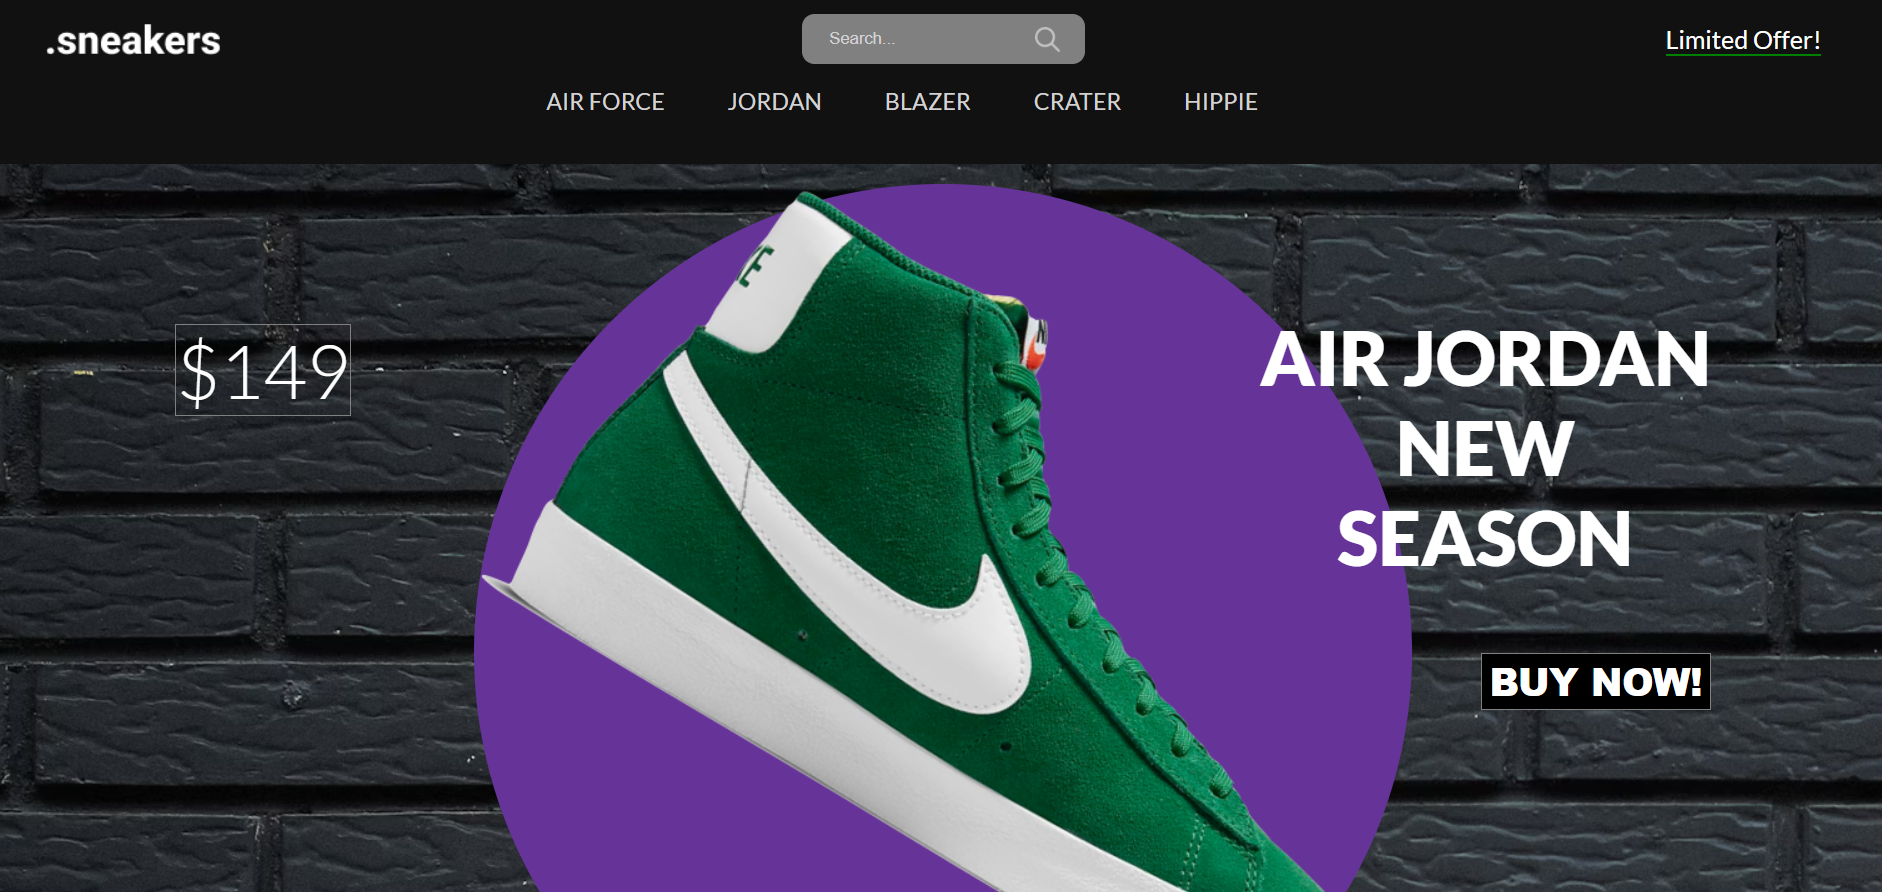 .sneakers
Search...
Limited Offer!
AIR FORCE
JORDAN
BLAZER
CRATER
HIPPIE
$149
AIR JORDAN
NEW
SEASON
BUY NOW!